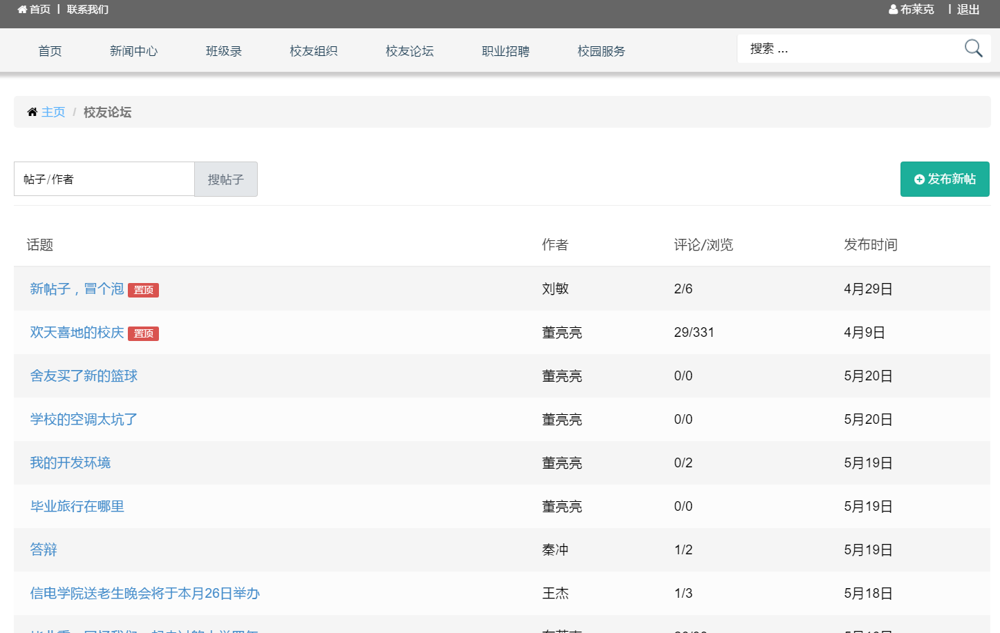 首页 | 联系我们 布莱克 | 退出
首页 新闻中心 班级录 校友组织 校友论坛 职业招聘 校园服务 搜索 ...
主页 / 校友论坛
帖子/作者 搜帖子 发布新帖
话题 作者 评论/浏览 发布时间
新帖子，冒个泡 置顶 刘敏 2/6 4月29日
欢天喜地的校庆 置顶 董亮亮 29/331 4月9日
舍友买了新的篮球 董亮亮 0/0 5月20日
学校的空调太坑了 董亮亮 0/0 5月20日
我的开发环境 董亮亮 0/2 5月19日
毕业旅行在哪里 董亮亮 0/0 5月19日
答辩 秦冲 1/2 5月19日
信电学院送老生晚会将于本月26日举办 王杰 1/3 5月18日